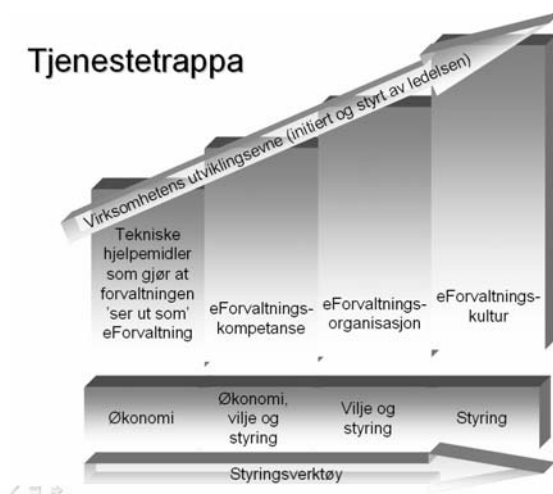 Tjenestetrappa
Virksomhetens utviklingsevne (initiert og styrt av ledelsen)
Tekniske
hjelpemidler
som gjør at
forvaltningen
'ser ut som'
eForvaltning
eForvaltnings-
kompetanse
eForvaltnings-
organisasjon
eForvaltnings-
kultur
Økonomi
Økonomi,
vilje og
styring
Vilje og
styring
Styring
Styringsverktøy